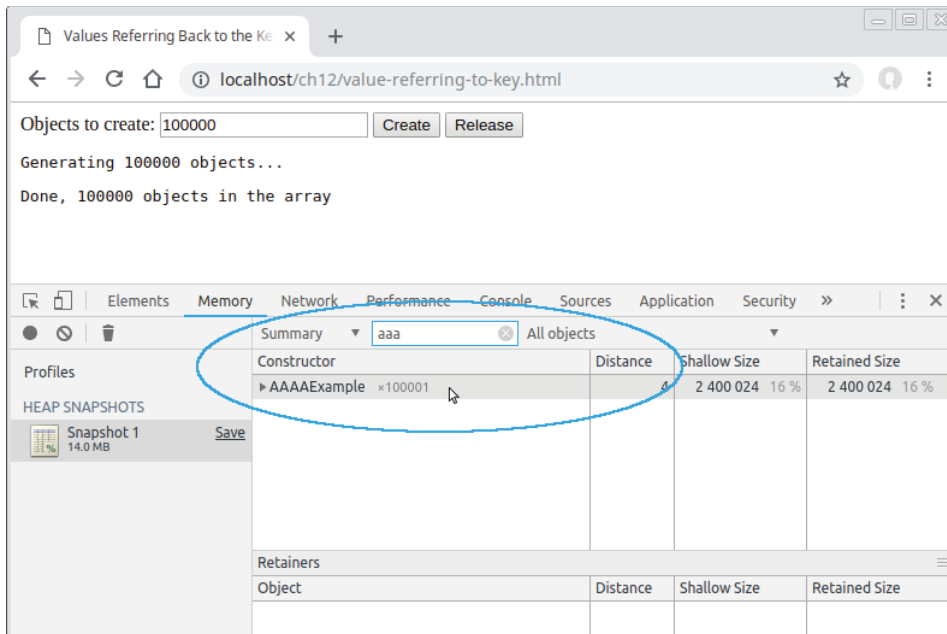 Values Referring Back to the Ke
localhost/ch12/value-referring-to-key.html
Objects to create: 100000 Create Release
Generating 100000 objects...
Done, 100000 objects in the array
Elements Memory Network Performance Console Sources Application Security »
Summary ▼ aaa All objects ▼
Profiles
HEAP SNAPSHOTS
Snapshot 1 Save
14.0 MB
Constructor Distance Shallow Size Retained Size
AAAAExample ×100001 4 2 400 024 16 % 2 400 024 16 %
Retainers
Object Distance Shallow Size Retained Size